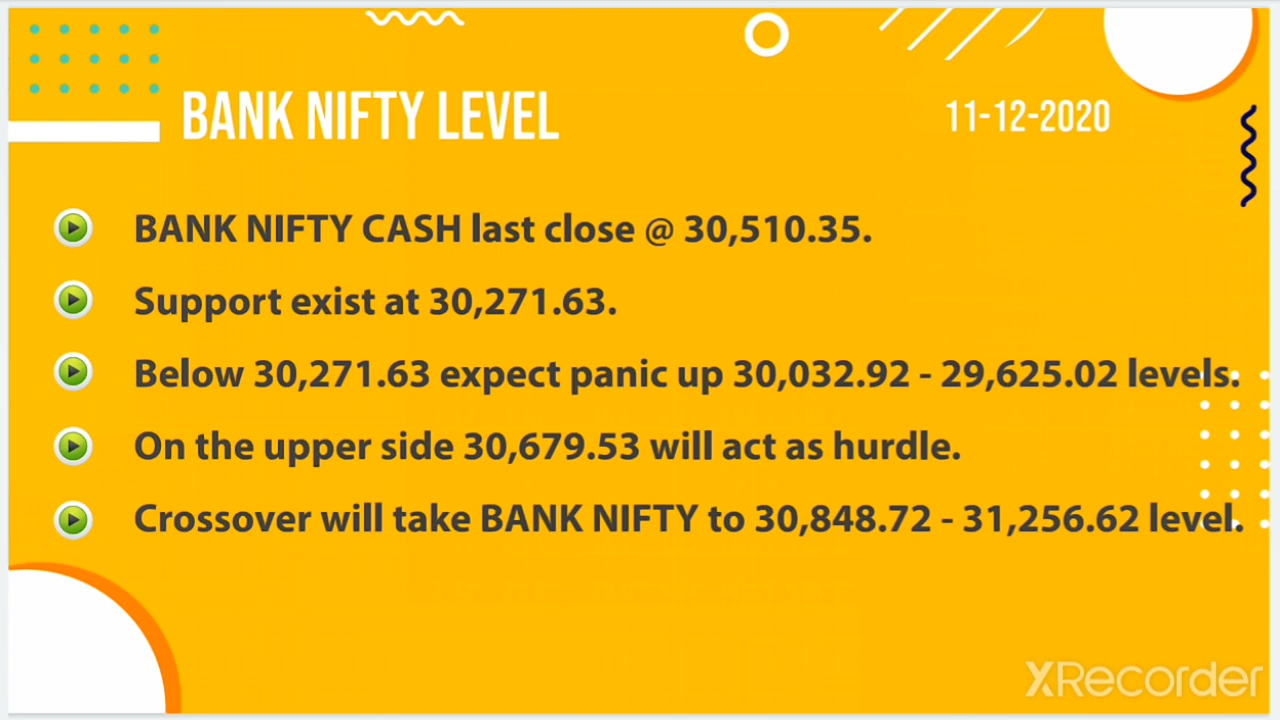 BANK NIFTY LEVEL
11-12-2020
BANK NIFTY CASH last close @ 30,510.35.
Support exist at 30,271.63.
Below 30,271.63 expect panic up 30,032.92 - 29,625.02 levels.
On the upper side 30,679.53 will act as hurdle.
Crossover will take BANK NIFTY to 30,848.72 - 31,256.62 level.
XRecorder